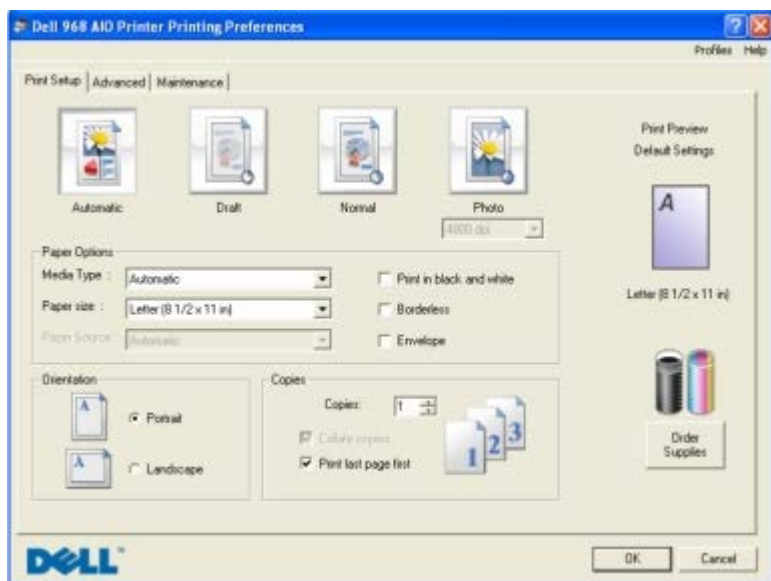 Dell 968 AIO Printer Printing Preferences
Profiles Help
Print Setup Advanced Maintenance
Automatic
Draft
Normal
Photo
4800 dpi
Print Preview
Default Settings
A
Letter (8 1/2 x 11 in)
Paper Options
Media Type : Automatic
Print in black and white
Paper size : Letter (8 1/2 x 11 in)
Borderless
Paper Source : Automatic
Envelope
Orientation
A
Portrait
A
Landscape
Copies
Copies: 1
Collate copies
Print last page first
1 2 3
Order
Supplies
DELL™
OK
Cancel